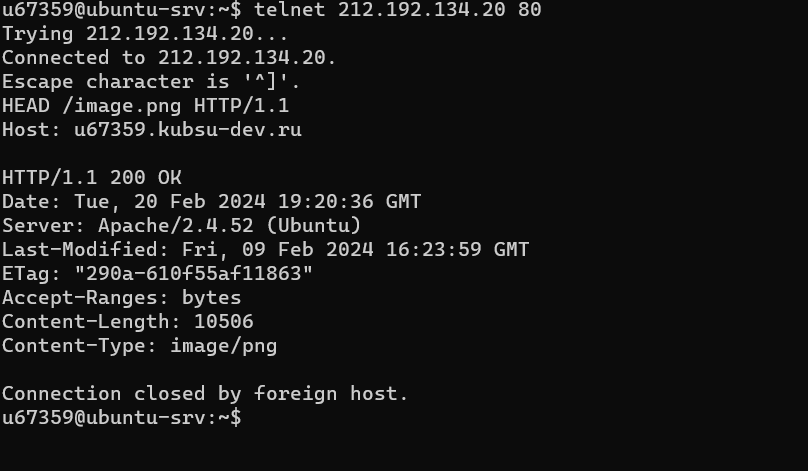 u67359@ubuntu-srv:~$ telnet 212.192.134.20 80
Trying 212.192.134.20...
Connected to 212.192.134.20.
Escape character is '^]'.
HEAD /image.png HTTP/1.1
Host: u67359.kubsu-dev.ru
HTTP/1.1 200 OK
Date: Tue, 20 Feb 2024 19:20:36 GMT
Server: Apache/2.4.52 (Ubuntu)
Last-Modified: Fri, 09 Feb 2024 16:23:59 GMT
ETag: "290a-610f55af11863"
Accept-Ranges: bytes
Content-Length: 10506
Content-Type: image/png
Connection closed by foreign host.
u67359@ubuntu-srv:~$